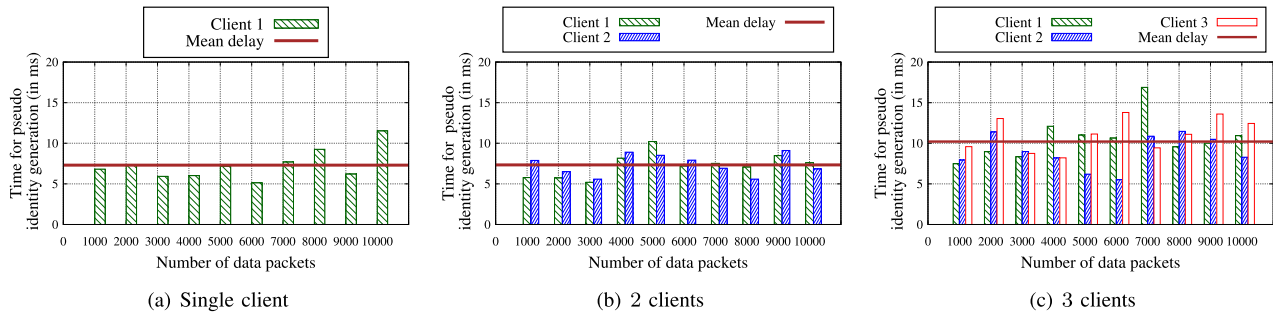 Client 1
Mean delay
Time for pseudo
identity generation (in ms)
20
15
10
5
0
0 1000 2000 3000 4000 5000 6000 7000 8000 9000 10000
Number of data packets
(a) Single client
Client 1
Client 2
Mean delay
Time for pseudo
identity generation (in ms)
20
15
10
5
0
0 1000 2000 3000 4000 5000 6000 7000 8000 9000 10000
Number of data packets
(b) 2 clients
Client 1
Client 2
Client 3
Mean delay
Time for pseudo
identity generation (in ms)
20
15
10
5
0
0 1000 2000 3000 4000 5000 6000 7000 8000 9000 10000
Number of data packets
(c) 3 clients